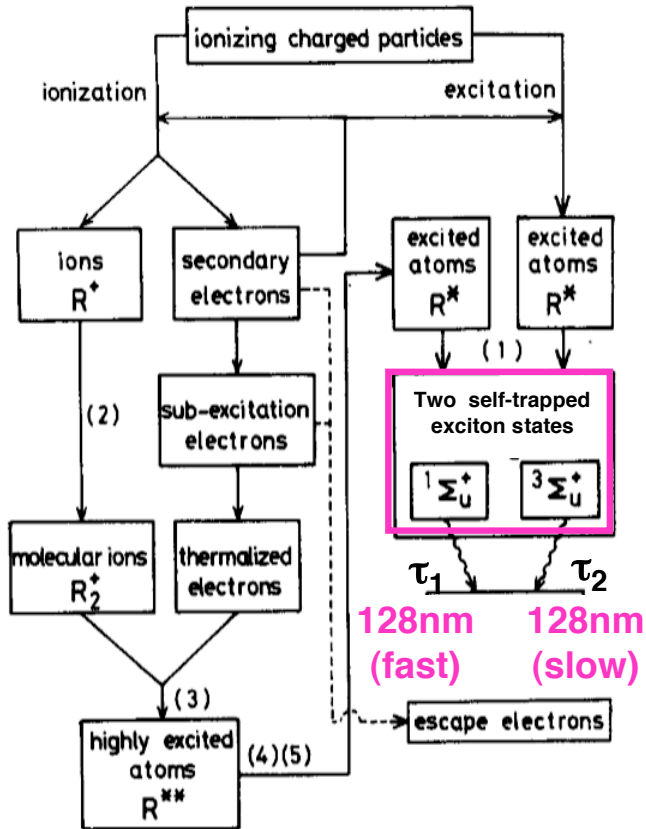 ionizing charged particles
ionization
excitation
ions
R⁺
secondary
electrons
excited
atoms
R*
excited
atoms
R*
(1)
(2)
sub-excitation
electrons
Two self-trapped
exciton states
¹Σᵤ⁺
³Σᵤ⁺
molecular ions
R₂⁺
thermalized
electrons
τ₁
τ₂
128nm
(fast)
128nm
(slow)
(3)
highly excited
atoms
R**
(4)(5)
escape electrons